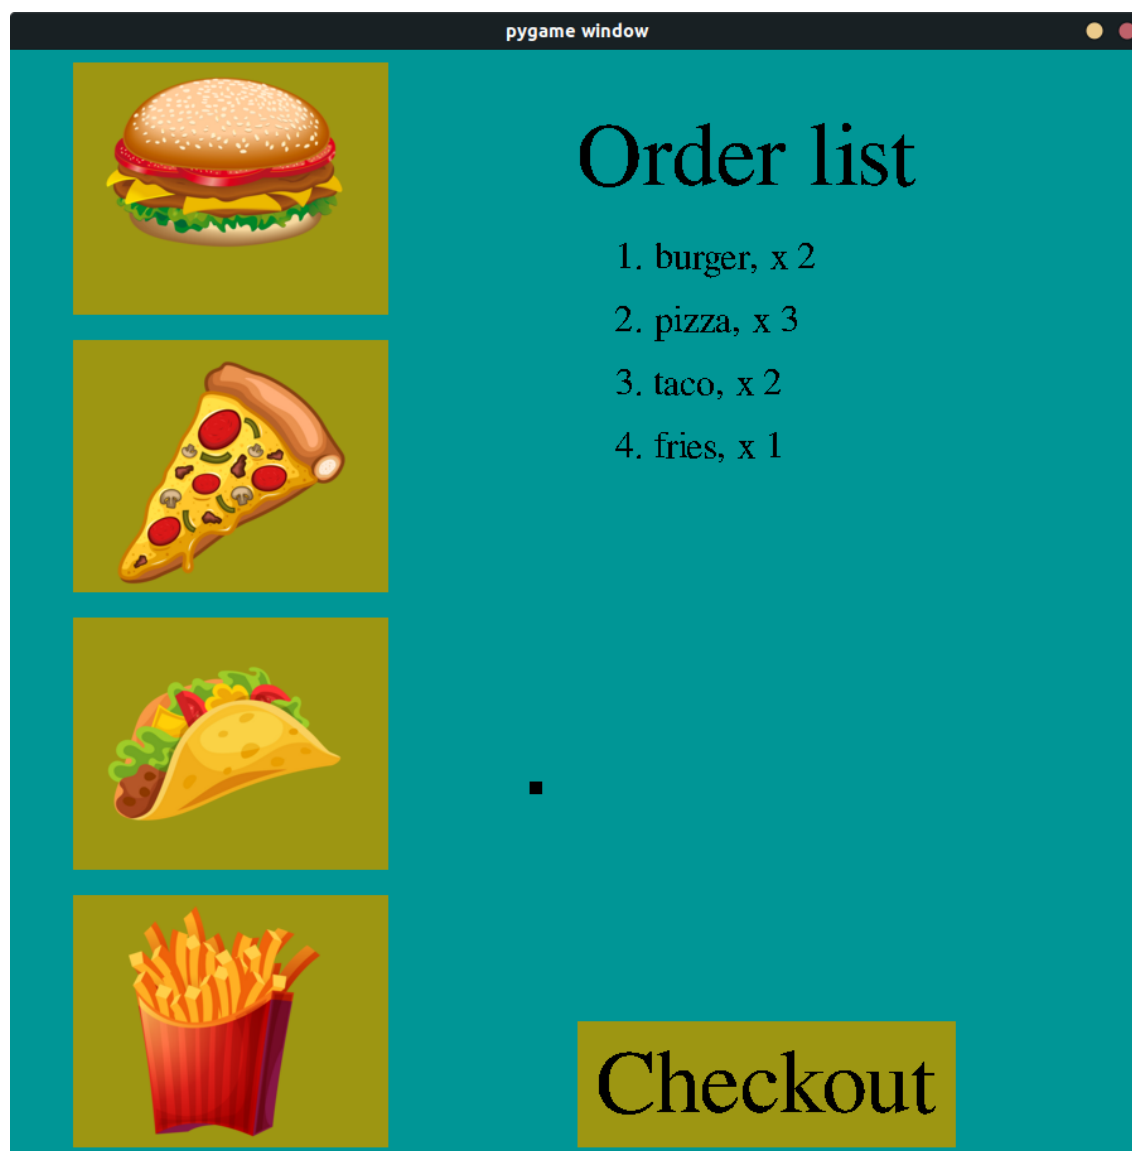 pygame window
Order list
1. burger, x 2
2. pizza, x 3
3. taco, x 2
4. fries, x 1
Checkout